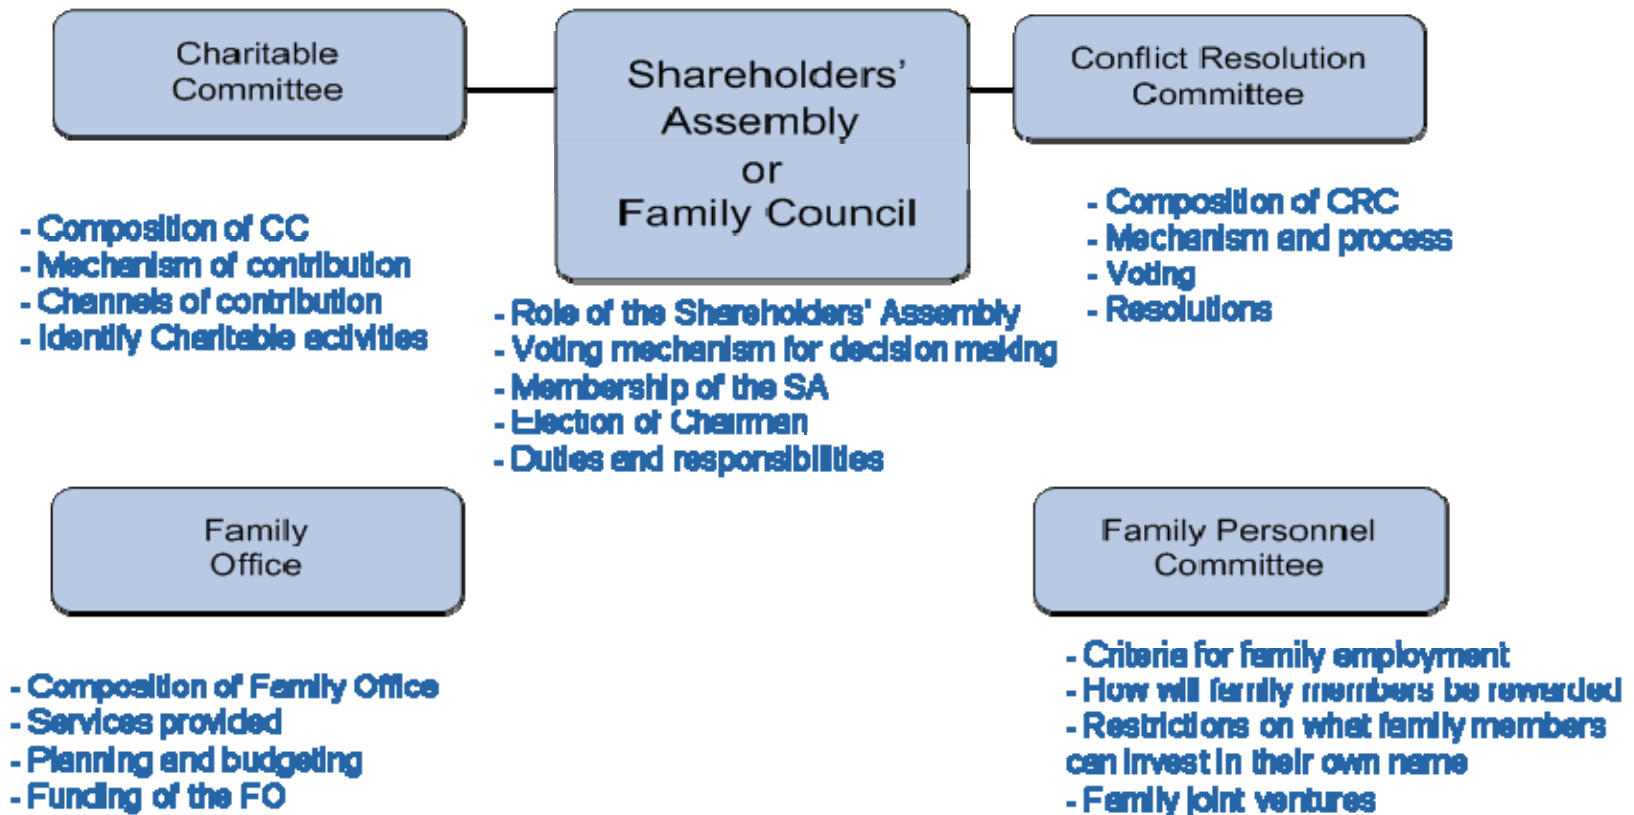 Charitable
Committee
Shareholders'
Assembly
or
Family Council
Conflict Resolution
Committee
- Composition of CC
- Mechanism of contribution
- Channels of contribution
- Identify Charitable activities
- Role of the Shareholders' Assembly
- Voting mechanism for decision making
- Membership of the SA
- Election of Chairman
- Duties and responsibilities
- Composition of CRC
- Mechanism and process
- Voting
- Resolutions
Family
Office
- Composition of Family Office
- Services provided
- Planning and budgeting
- Funding of the FO
Family Personnel
Committee
- Criteria for family employment
- How will family members be rewarded
- Restrictions on what family members
can invest in their own name
- Family joint ventures